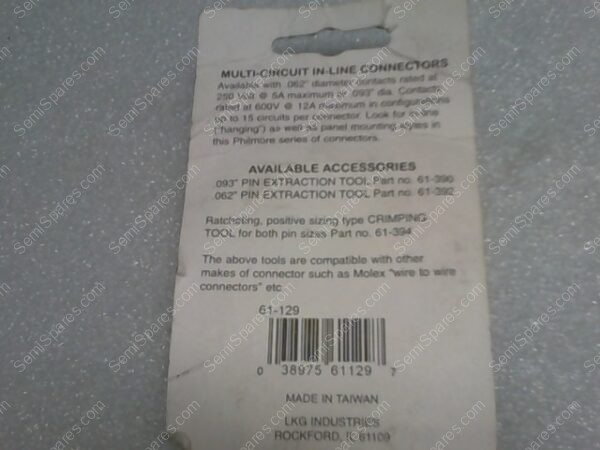 MULTI-CIRCUIT IN-LINE CONNECTORS
Available with .062" diameter contacts rated at
250 Volt @ 5A maximum or .093" dia. Contacts
rated at 600V @ 12A maximum in configurations
up to 15 circuits per connector. Look for in-line
("hanging") as well as panel mounting styles in
this Philmore series of connectors.
AVAILABLE ACCESSORIES
.093" PIN EXTRACTION TOOL Part no. 61-390
.062" PIN EXTRACTION TOOL Part no. 61-392
Ratcheting, positive sizing type CRIMPING
TOOL for both pin sizes Part no. 61-394
The above tools are compatible with other
makes of connector such as Molex "wire to wire
connectors" etc
61-129
0 38975 61129 7
MADE IN TAIWAN
LKG INDUSTRIES
ROCKFORD, IL 61109
SemiSpares.com